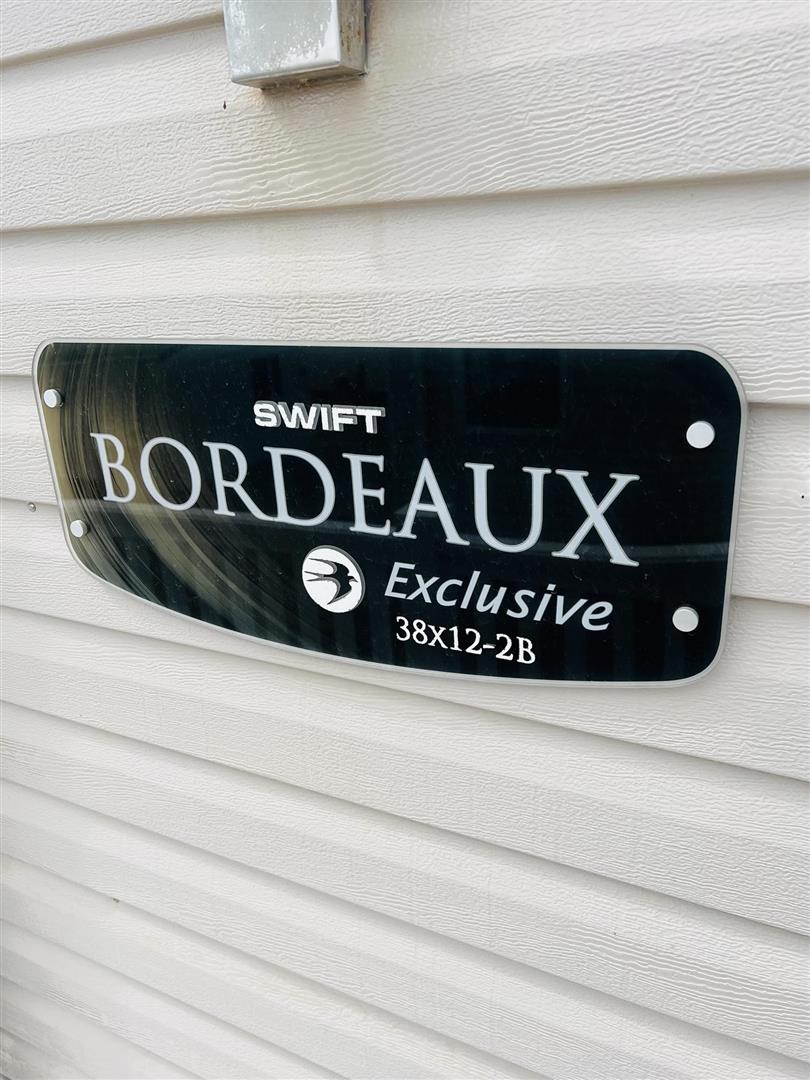 SWIFT
BORDEAUX
Exclusive
38x12-2B